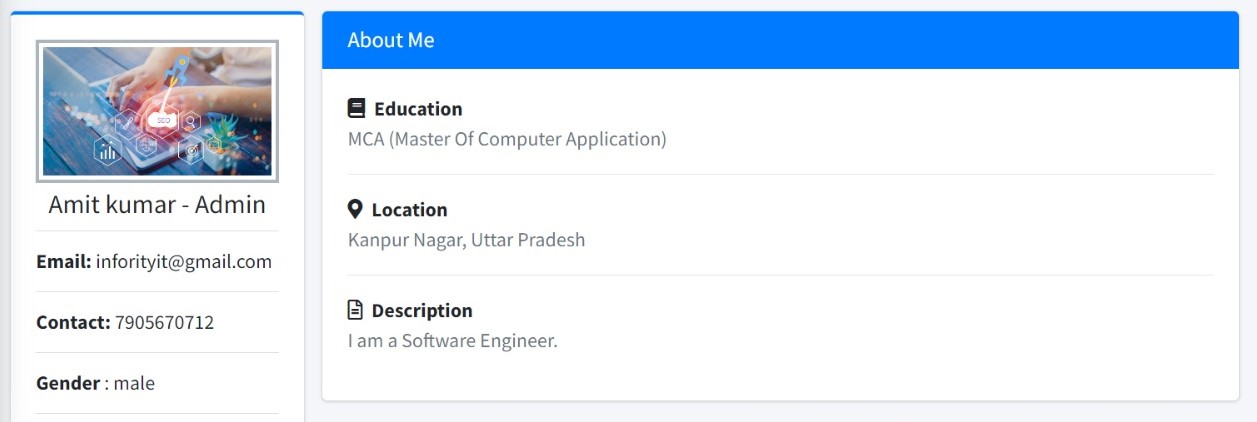 SEO
Amit kumar - Admin
Email: inforityit@gmail.com
Contact: 7905670712
Gender : male
About Me
Education
MCA (Master Of Computer Application)
Location
Kanpur Nagar, Uttar Pradesh
Description
I am a Software Engineer.